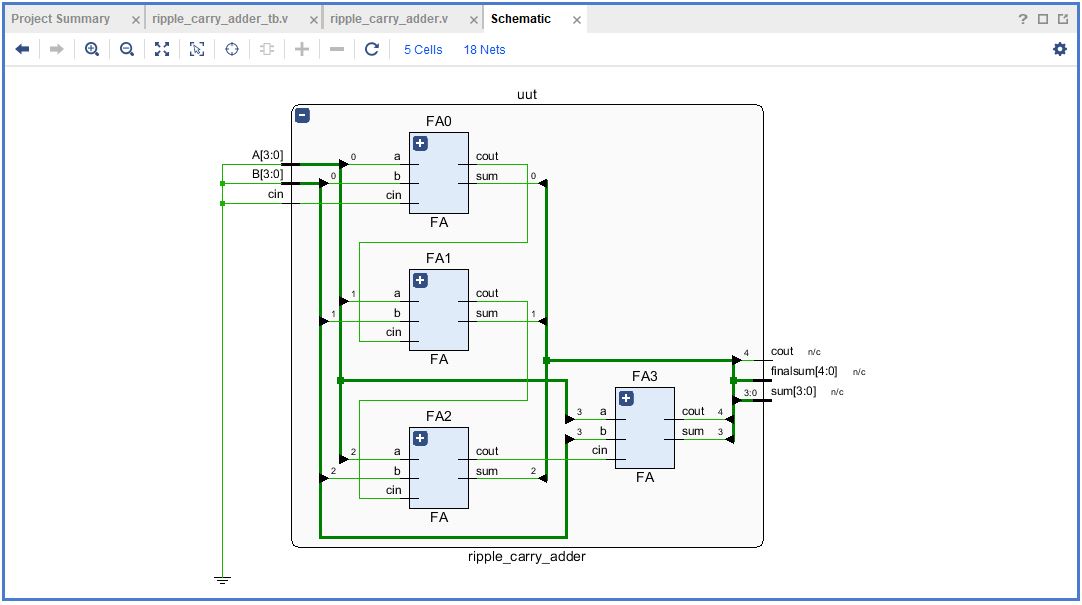 Project Summary × ripple_carry_adder_tb.v × ripple_carry_adder.v × Schematic × ?
5 Cells 18 Nets
uut
FA0
A[3:0] 0 a cout
B[3:0] 0 b sum 0
cin cin
FA
FA1
1 a cout
1 b sum 1
cin
FA
4 cout n/c
finalsum[4:0] n/c
FA3
3:0 sum[3:0] n/c
3 a cout 4
3 b sum 3
cin
FA
FA2
2 a cout
2 b sum 2
cin
FA
ripple_carry_adder